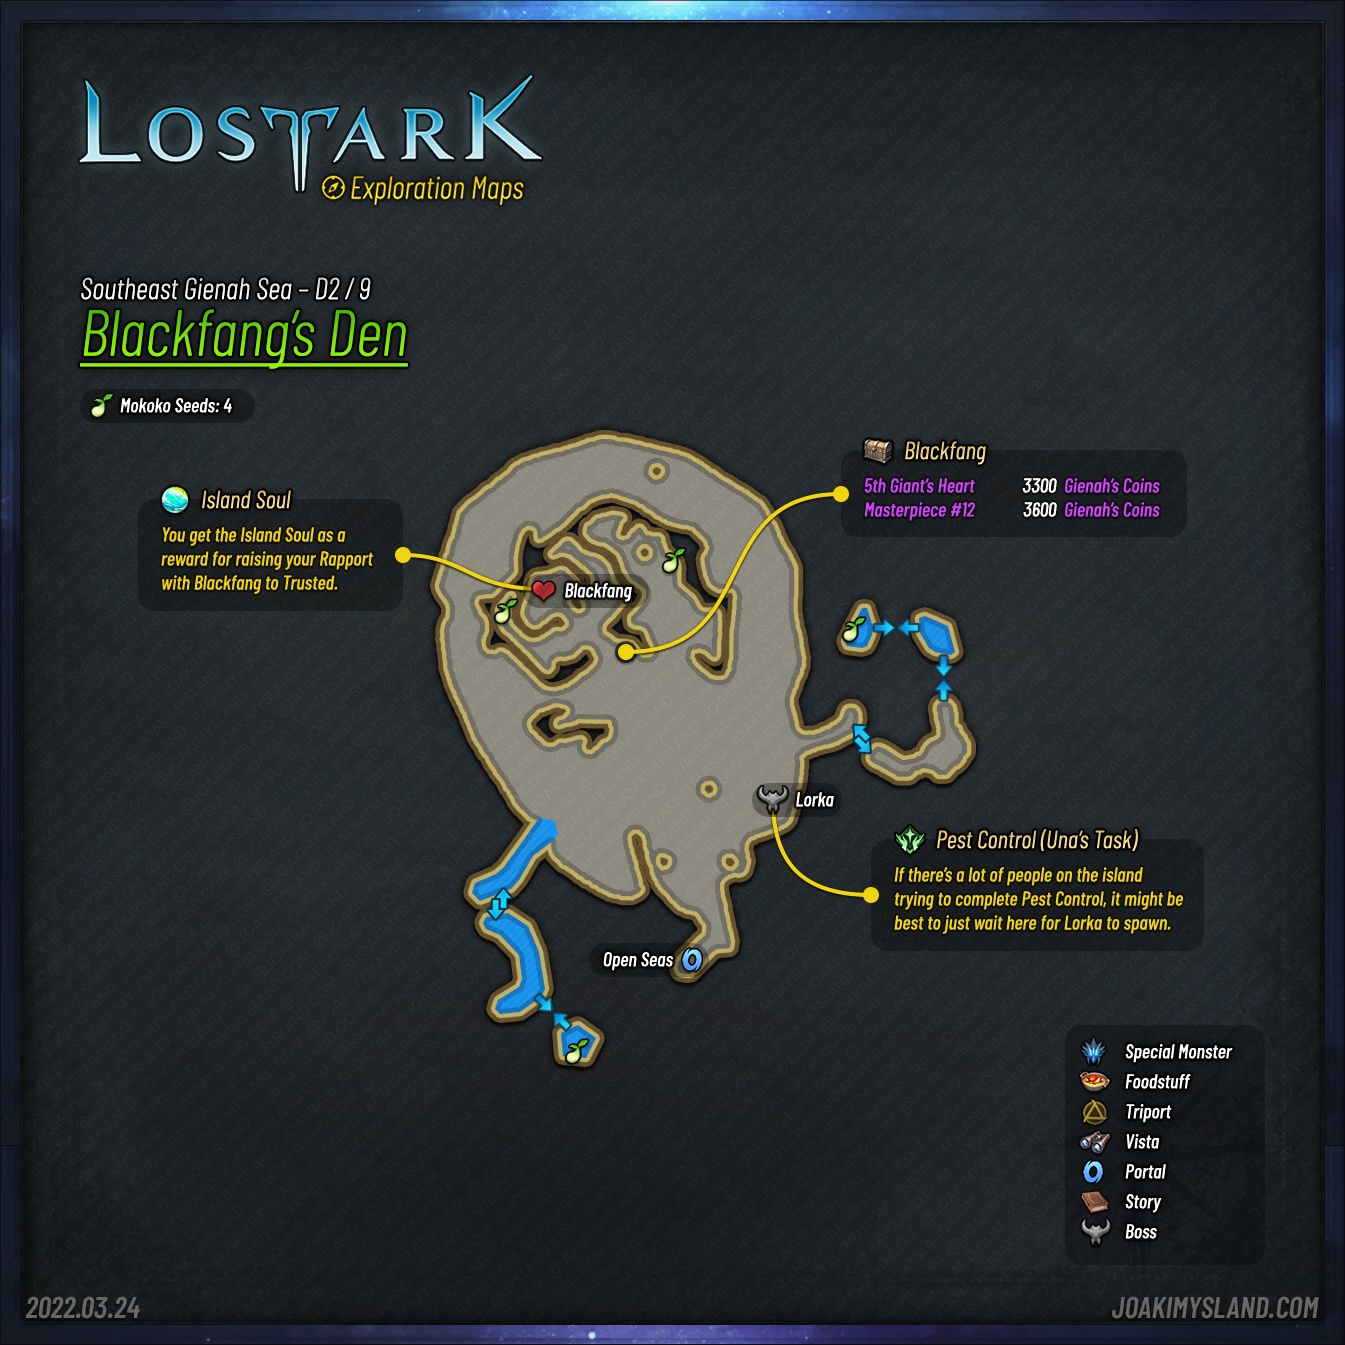 LOST ARK
Exploration Maps
Southeast Gienah Sea – D2 / 9
Blackfang's Den
Mokoko Seeds: 4
Island Soul
You get the Island Soul as a
reward for raising your Rapport
with Blackfang to Trusted.
Blackfang
Blackfang
5th Giant's Heart 3300 Gienah's Coins
Masterpiece #12 3600 Gienah's Coins
Lorka
Pest Control (Una's Task)
If there's a lot of people on the island
trying to complete Pest Control, it might be
best to just wait here for Lorka to spawn.
Open Seas
Special Monster
Foodstuff
Triport
Vista
Portal
Story
Boss
2022.03.24
JOAKIMYSLAND.COM